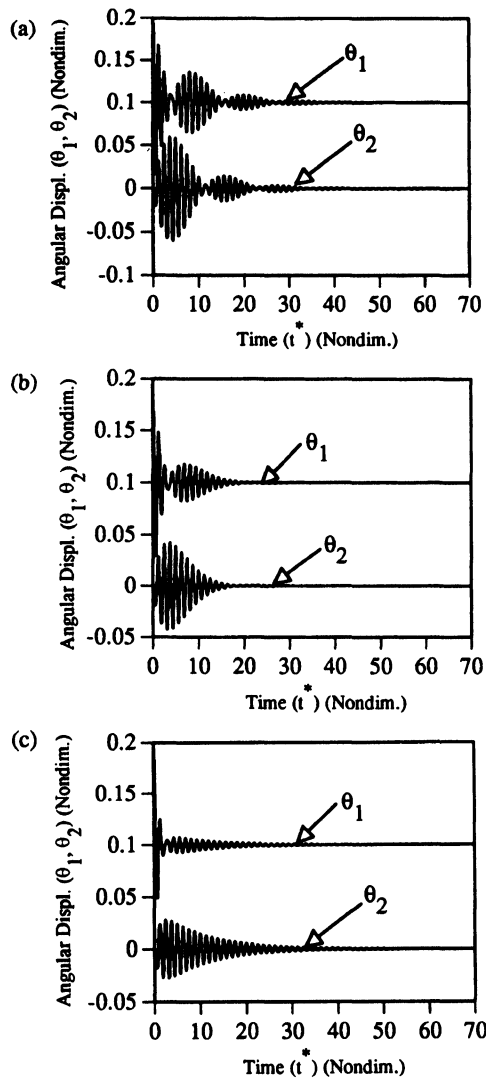 (a)
Angular Displ. (θ1, θ2) (Nondim.)
0.2
0.15
0.1
0.05
0
-0.05
-0.1
θ1
θ2
0 10 20 30 40 50 60 70
Time (t*) (Nondim.)
(b)
Angular Displ. (θ1, θ2) (Nondim.)
0.2
0.15
0.1
0.05
0
-0.05
θ1
θ2
0 10 20 30 40 50 60 70
Time (t*) (Nondim.)
(c)
Angular Displ. (θ1, θ2) (Nondim.)
0.2
0.15
0.1
0.05
0
-0.05
θ1
θ2
0 10 20 30 40 50 60 70
Time (t*) (Nondim.)